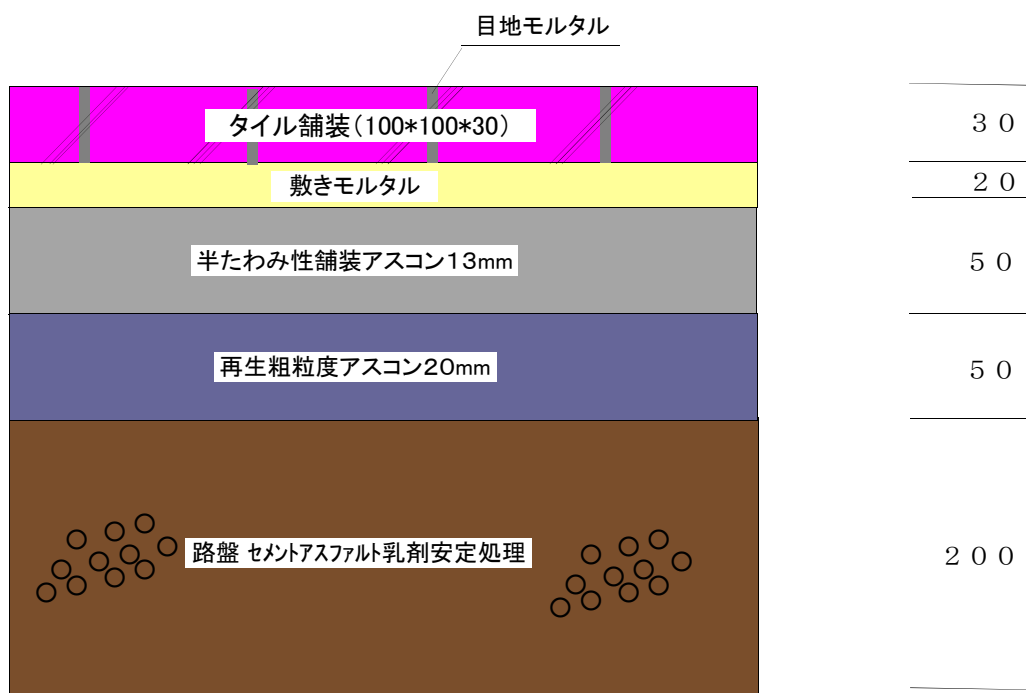 目地モルタル
タイル舗装（100*100*30）
30
敷きモルタル
20
半たわみ性舗装アスコン13mm
50
再生粗粒度アスコン20mm
50
路盤 セメントアスファルト乳剤安定処理
200